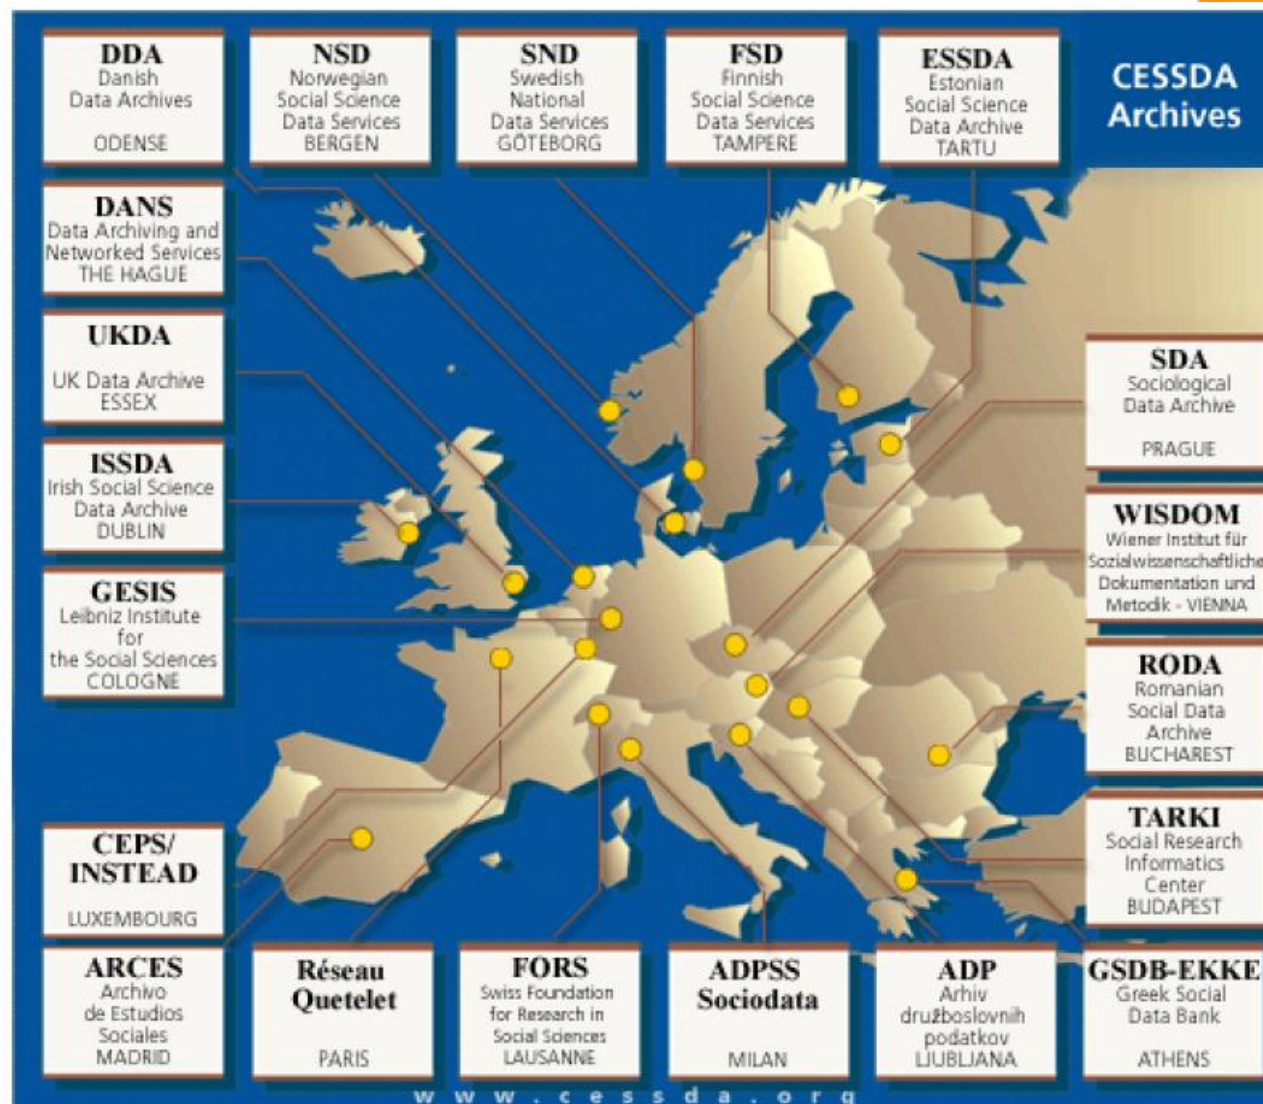 DDA
Danish
Data Archives
ODENSE
NSD
Norwegian
Social Science
Data Services
BERGEN
SND
Swedish
National
Data Services
GÖTEBORG
FSD
Finnish
Social Science
Data Services
TAMPERE
ESSDA
Estonian
Social Science
Data Archive
TARTU
CESSDA
Archives
DANS
Data Archiving and
Networked Services
THE HAGUE
UKDA
UK Data Archive
ESSEX
ISSDA
Irish Social Science
Data Archive
DUBLIN
GESIS
Leibniz Institute
for
the Social Sciences
COLOGNE
SDA
Sociological
Data Archive
PRAGUE
WISDOM
Wiener Institut für
Sozialwissenschaftliche
Dokumentation und
Metodik - VIENNA
RODA
Romanian
Social Data
Archive
BUCHAREST
TARKI
Social Research
Informatics
Center
BUDAPEST
CEPS/
INSTEAD
LUXEMBOURG
ARCES
Archivo
de Estudios
Sociales
MADRID
Réseau
Quetelet
PARIS
FORS
Swiss Foundation
for Research in
Social Sciences
LAUSANNE
ADPSS
Sociodata
MILAN
ADP
Arhiv
družboslovnih
podatkov
LJUBLJANA
GSDB-EKKE
Greek Social
Data Bank
ATHENS
www.cessda.org